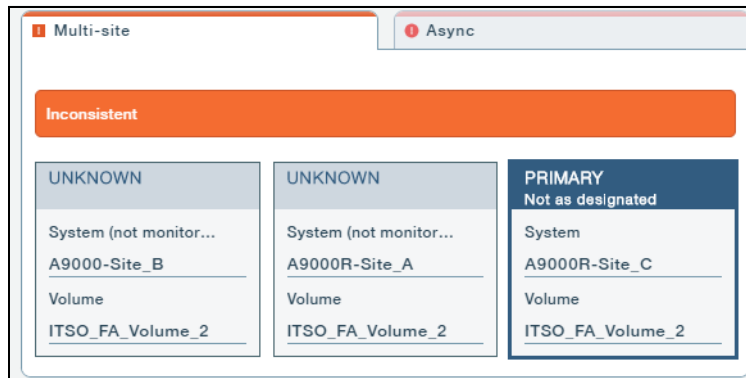 Multi-site
Async
Inconsistent
UNKNOWN
System (not monitor...
A9000-Site_B
Volume
ITSO_FA_Volume_2
UNKNOWN
System (not monitor...
A9000R-Site_A
Volume
ITSO_FA_Volume_2
PRIMARY
Not as designated
System
A9000R-Site_C
Volume
ITSO_FA_Volume_2